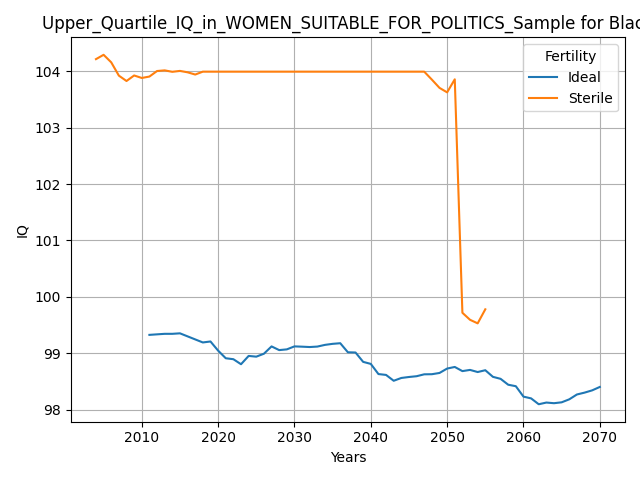 Upper_Quartile_IQ_in_WOMEN_SUITABLE_FOR_POLITICS_Sample for Blac
Fertility
Ideal
Sterile
104
103
102
101
100
99
98
IQ
2010 2020 2030 2040 2050 2060 2070
Years